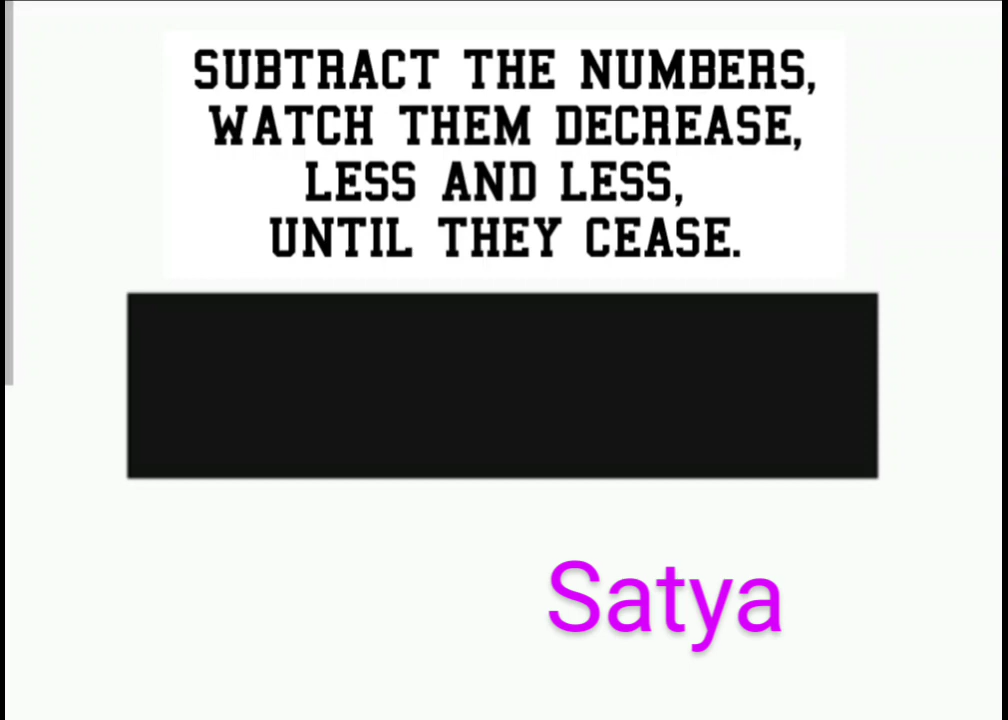 SUBTRACT THE NUMBERS,
WATCH THEM DECREASE,
LESS AND LESS,
UNTIL THEY CEASE.
Satya